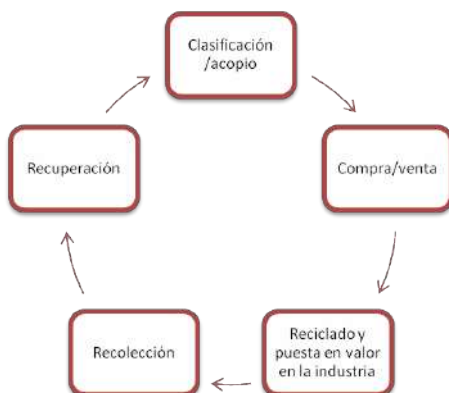 Clasificación
/acopio
Compra/venta
Reciclado y
puesta en valor
en la industria
Recolección
Recuperación